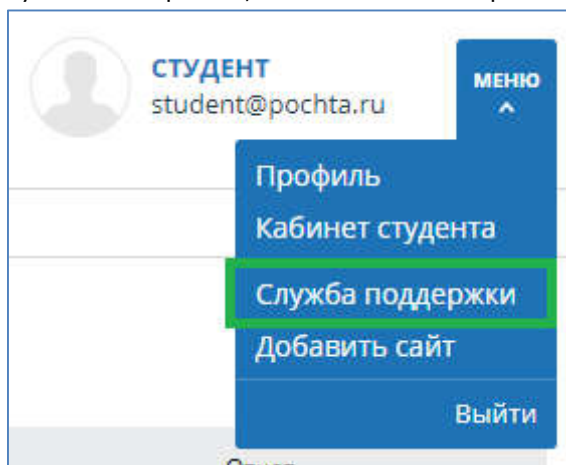 СТУДЕНТ
student@pochta.ru
МЕНЮ
Профиль
Кабинет студента
Служба поддержки
Добавить сайт
Выйти